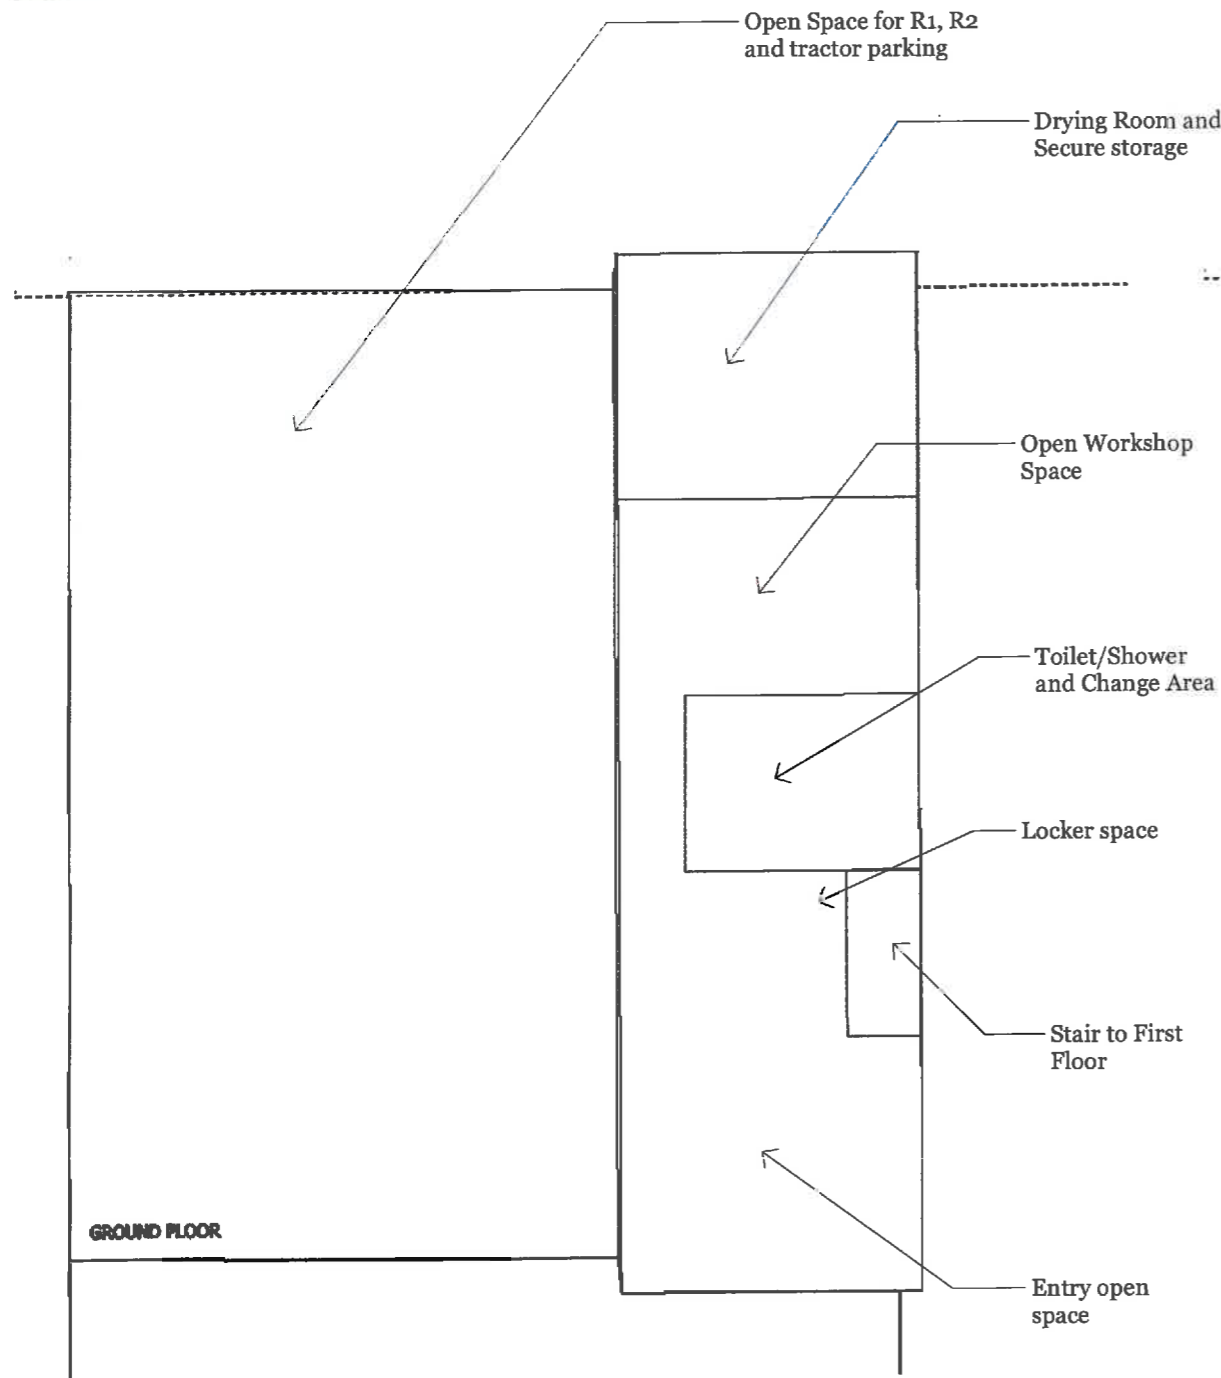 Open Space for R1, R2
and tractor parking
Drying Room and
Secure storage
Open Workshop
Space
Toilet/Shower
and Change Area
Locker space
Stair to First
Floor
GROUND FLOOR
Entry open
space